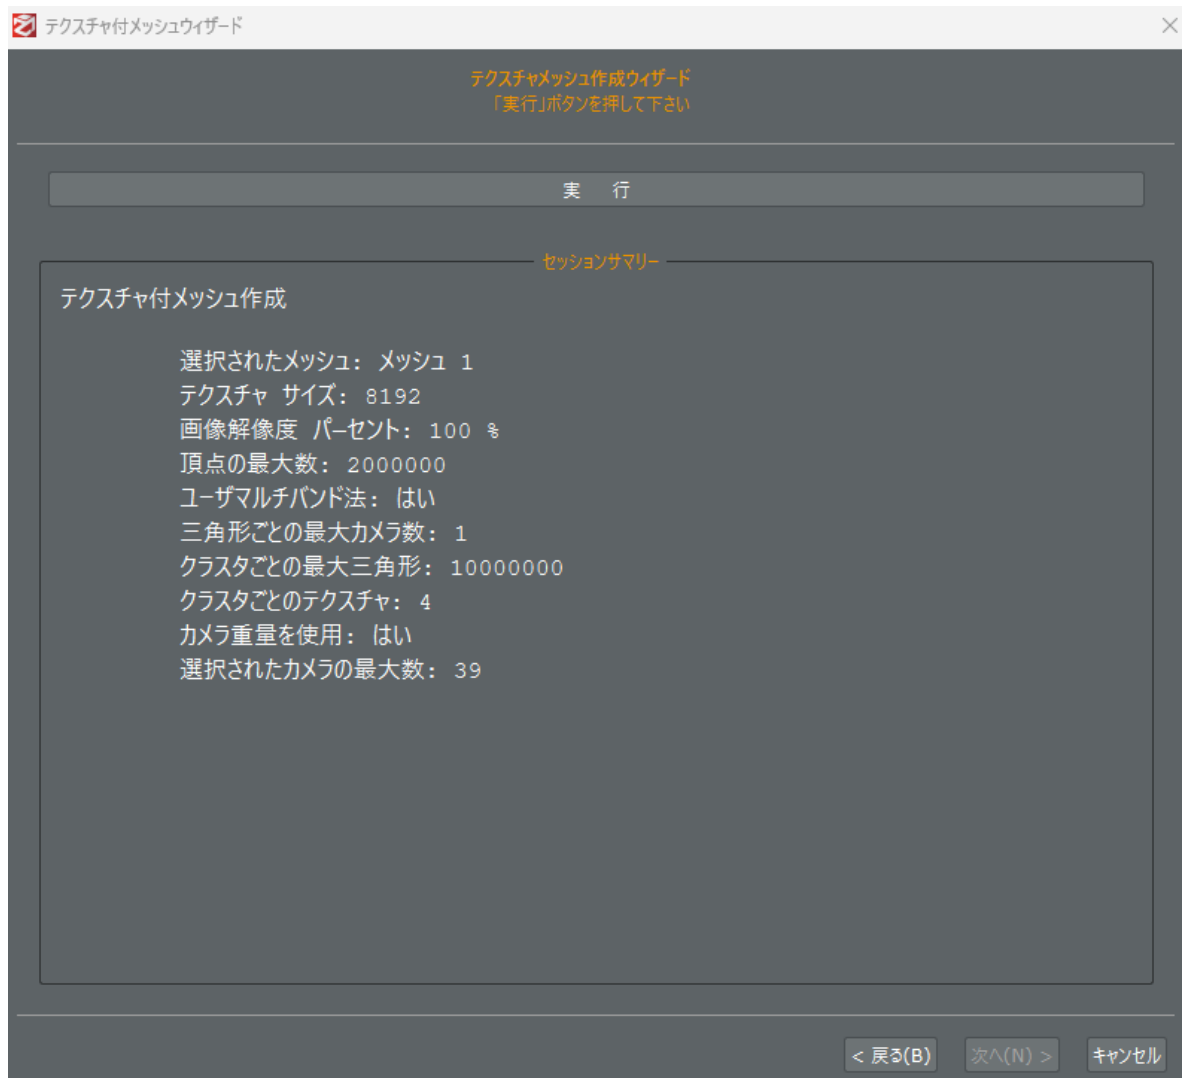 テクスチャ付メッシュウィザード
テクスチャメッシュ作成ウィザード
「実行」ボタンを押して下さい
実 行
セッションサマリー
テクスチャ付メッシュ作成
選択されたメッシュ: メッシュ 1
テクスチャ サイズ: 8192
画像解像度 パーセント: 100 %
頂点の最大数: 2000000
ユーザマルチバンド法: はい
三角形ごとの最大カメラ数: 1
クラスタごとの最大三角形: 10000000
クラスタごとのテクスチャ: 4
カメラ重量を使用: はい
選択されたカメラの最大数: 39
< 戻る(B) 次へ(N) > キャンセル